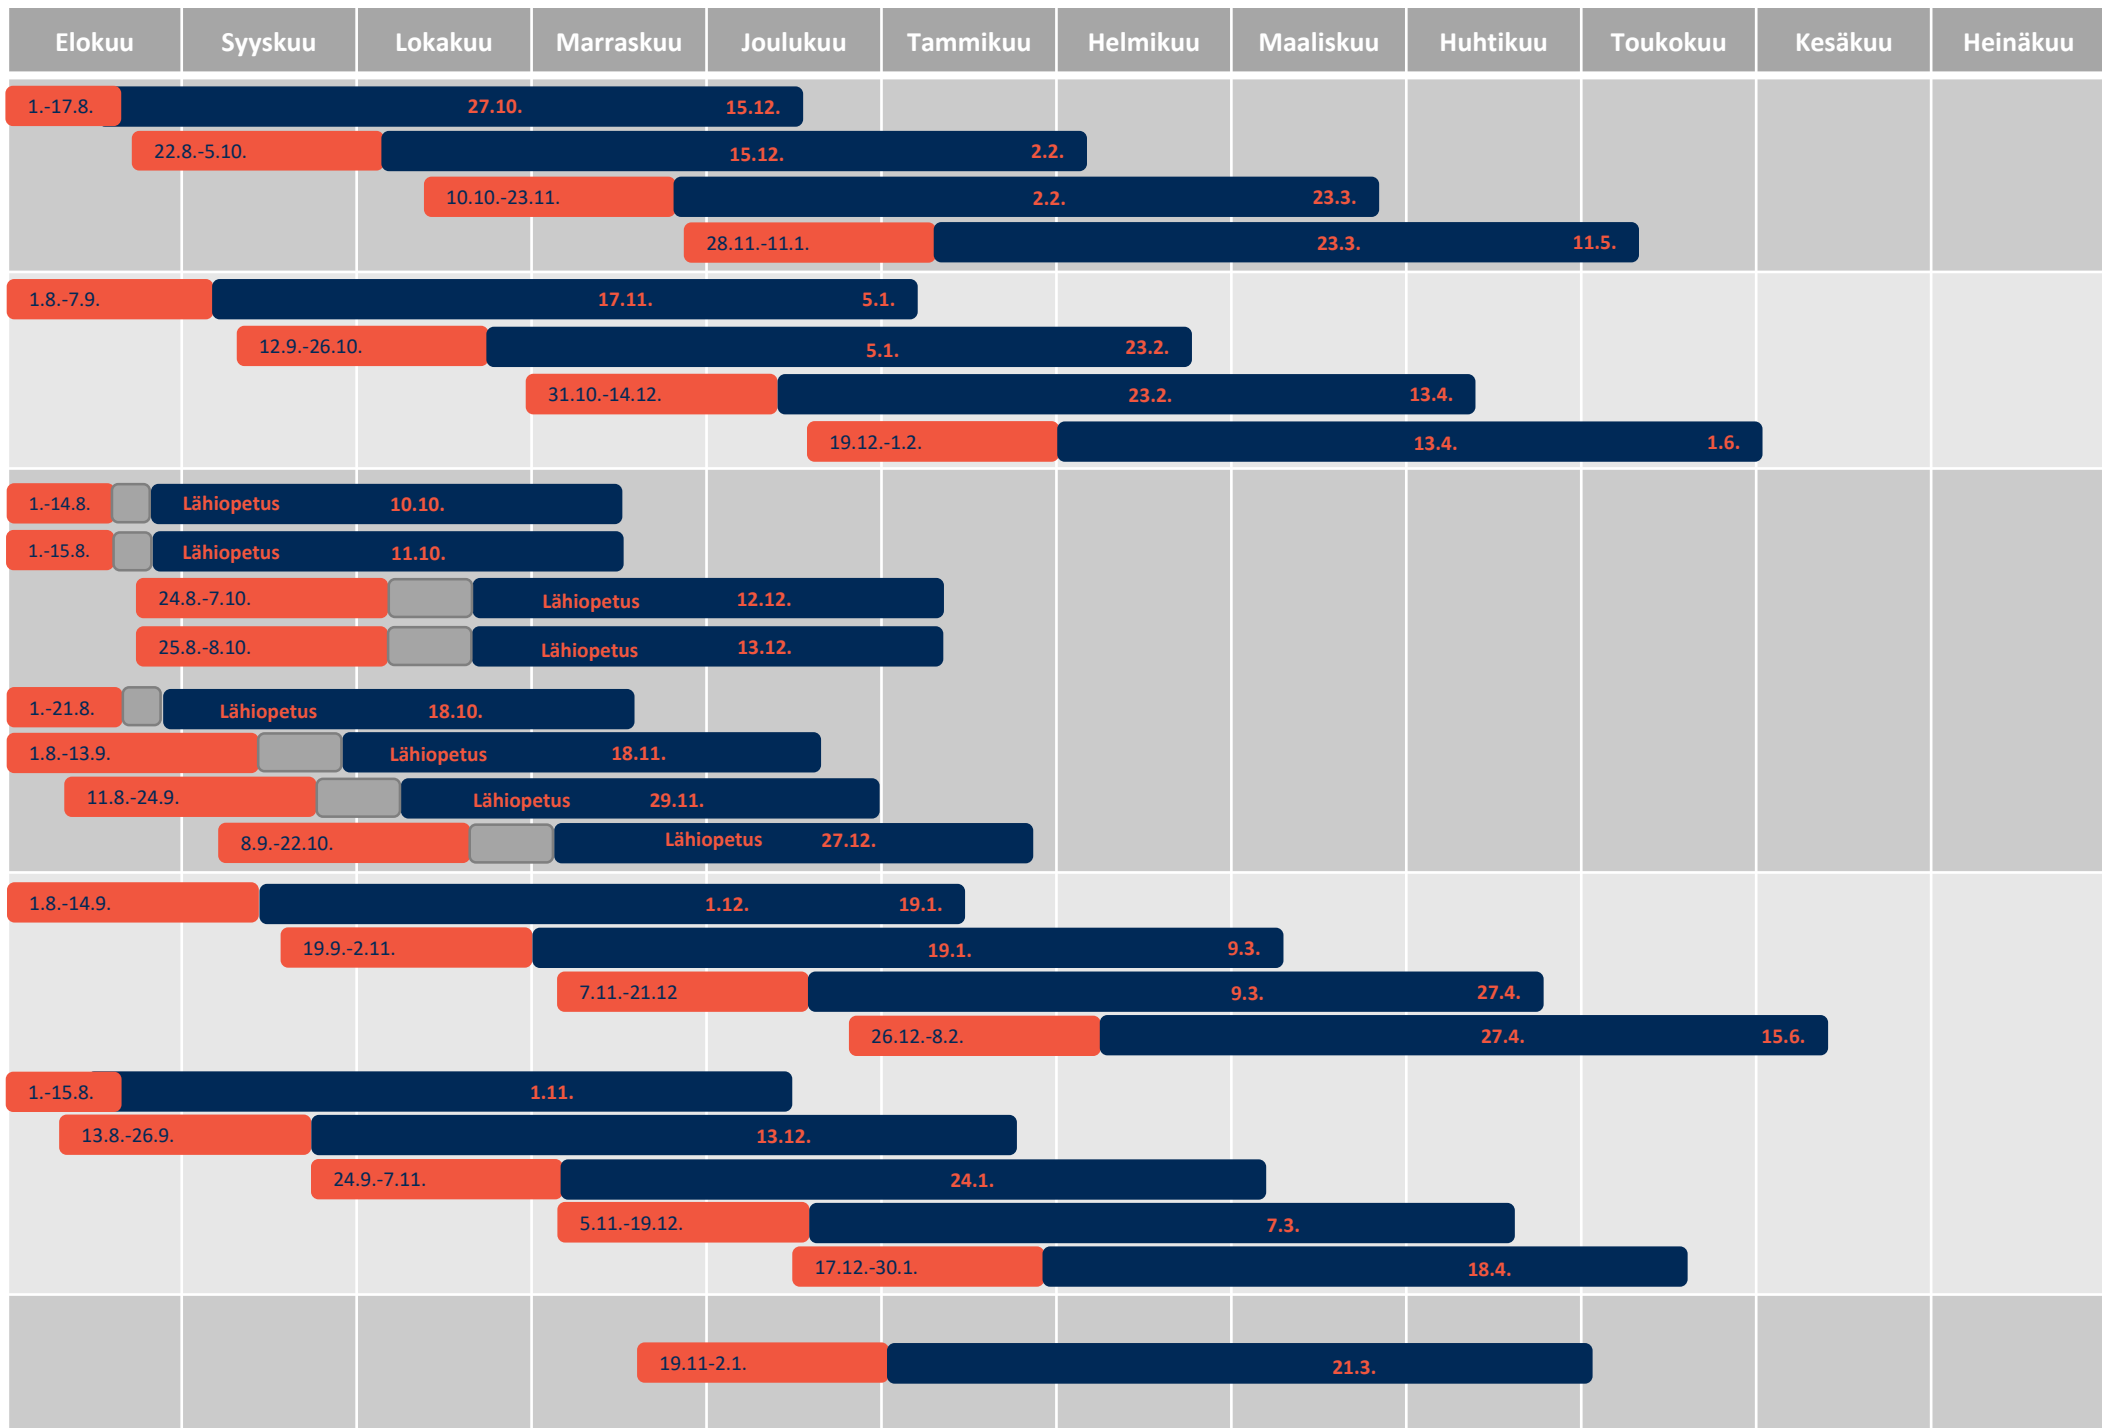 Elokuu Syyskuu Lokakuu Marraskuu Joulukuu Tammikuu Helmikuu Maaliskuu Huhtikuu Toukokuu Kesäkuu Heinäkuu
1.-17.8. 27.10. 15.12.
22.8.-5.10. 15.12. 2.2.
10.10.-23.11. 2.2. 23.3.
28.11.-11.1. 23.3. 11.5.
1.8.-7.9. 17.11. 5.1.
12.9.-26.10. 5.1. 23.2.
31.10.-14.12. 23.2. 13.4.
19.12.-1.2. 13.4. 1.6.
1.-14.8. Lähiopetus 10.10.
1.-15.8. Lähiopetus 11.10.
24.8.-7.10. Lähiopetus 12.12.
25.8.-8.10. Lähiopetus 13.12.
1.-21.8. Lähiopetus 18.10.
1.8.-13.9. Lähiopetus 18.11.
11.8.-24.9. Lähiopetus 29.11.
8.9.-22.10. Lähiopetus 27.12.
1.8.-14.9. 1.12. 19.1.
19.9.-2.11. 19.1. 9.3.
7.11.-21.12 9.3. 27.4.
26.12.-8.2. 27.4. 15.6.
1.-15.8. 1.11.
13.8.-26.9. 13.12.
24.9.-7.11. 24.1.
5.11.-19.12. 7.3.
17.12.-30.1. 18.4.
19.11-2.1. 21.3.